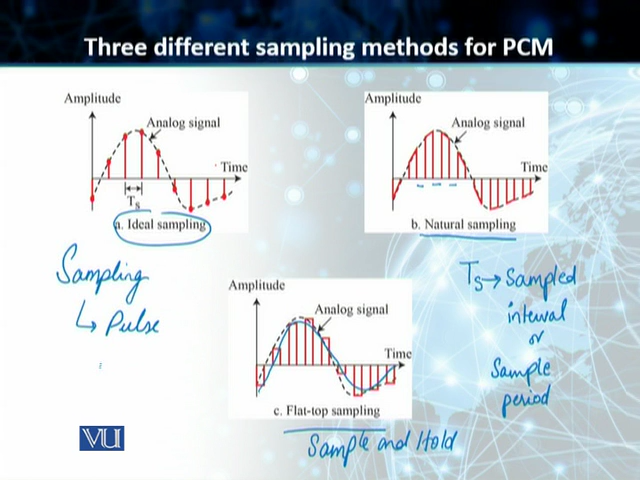 Three different sampling methods for PCM
Amplitude
Analog signal
Time
Ts
a. Ideal sampling
Amplitude
Analog signal
Time
b. Natural sampling
Sampling
↳ Pulse
Ts→Sampled
interval
or
Sample
period
Amplitude
Analog signal
Time
c. Flat-top sampling
Sample and Hold
VU